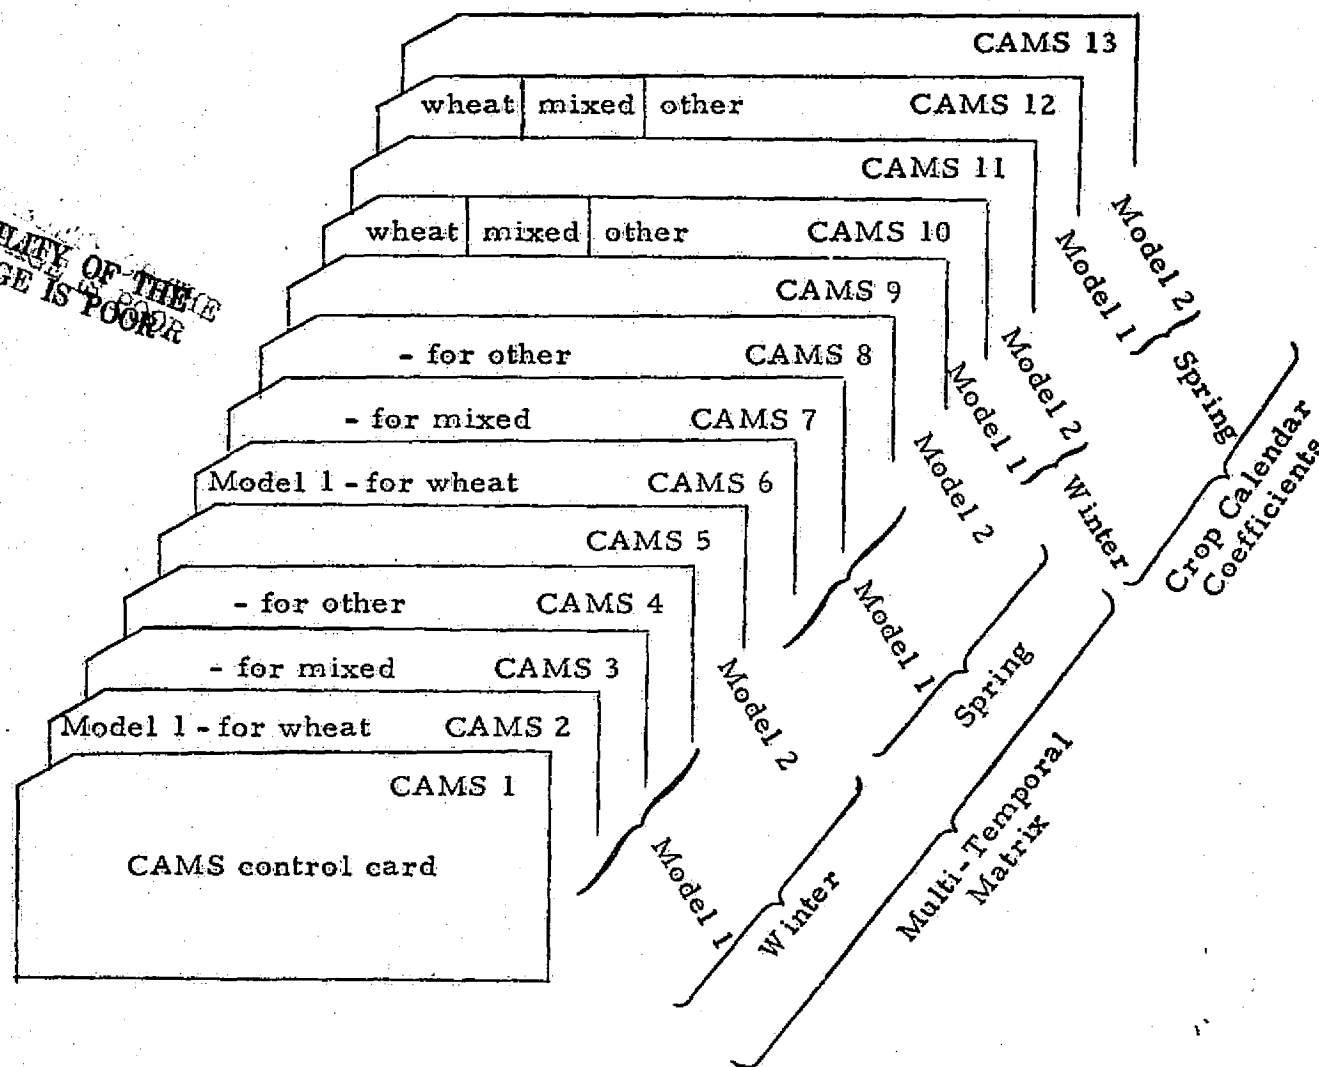 CAMS 13
wheat mixed other CAMS 12
CAMS 11
wheat mixed other CAMS 10
CAMS 9
- for other CAMS 8
- for mixed CAMS 7
Model 1 - for wheat CAMS 6
CAMS 5
- for other CAMS 4
- for mixed CAMS 3
Model 1 - for wheat CAMS 2
CAMS 1
CAMS control card
OF THE
IS POOR
Model 2
Model 1
Spring
Model 2
Model 1
Winter
Crop Calendar
Coefficients
Model 2
Model 1
Spring
Model 2
Model 1
Winter
Multi-Temporal
Matrix